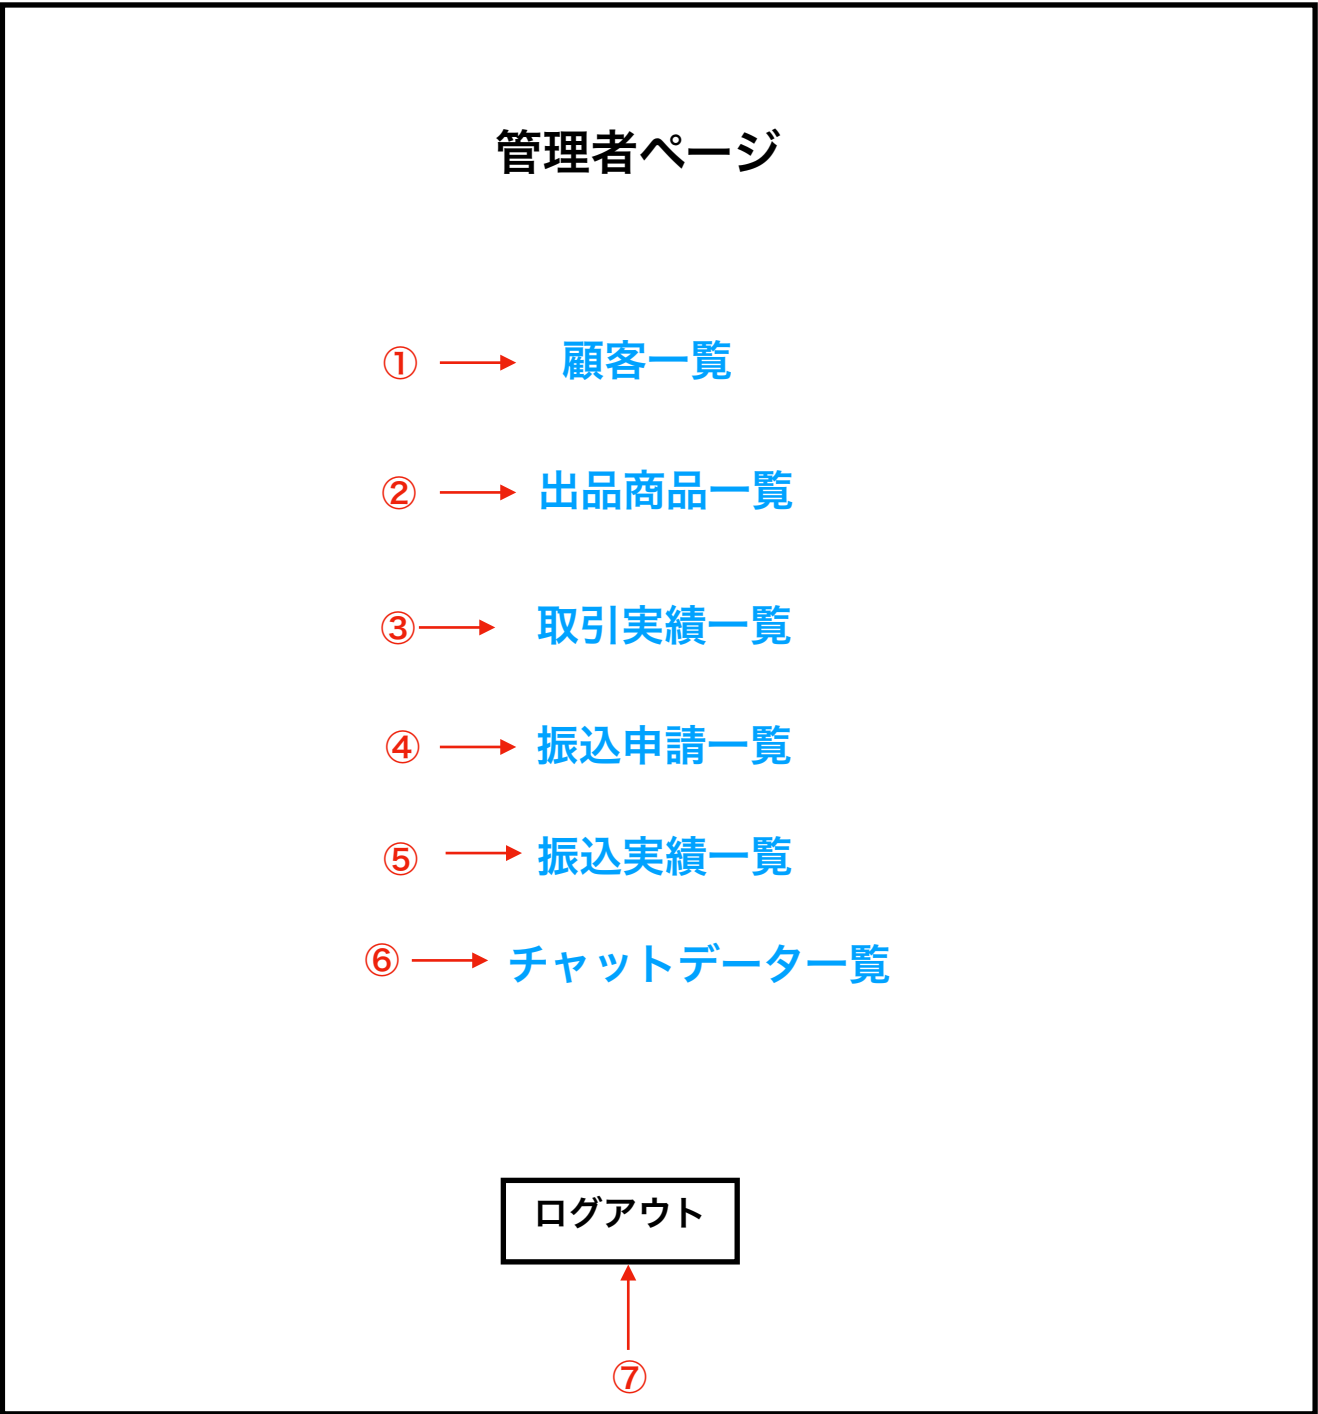 管理者ページ
① 顧客一覧
② 出品商品一覧
③ 取引実績一覧
④ 振込申請一覧
⑤ 振込実績一覧
⑥ チャットデータ一覧
ログアウト
⑦